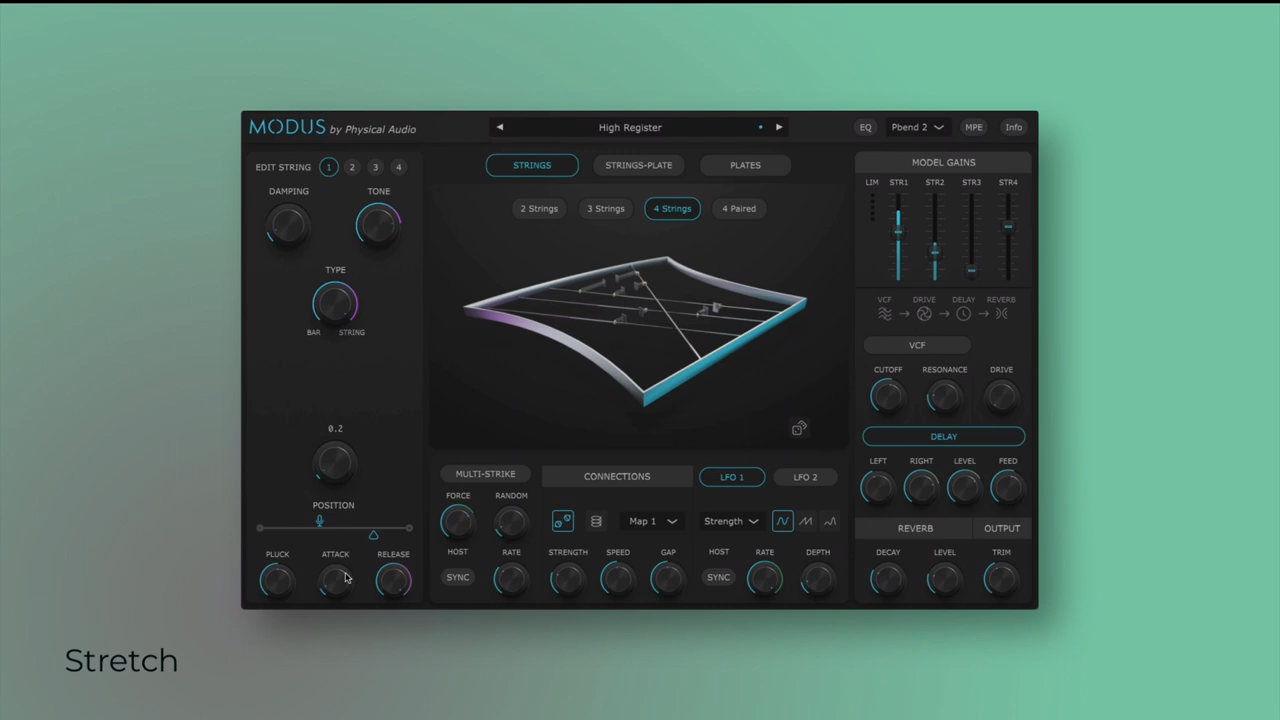 MODUS by Physical Audio
High Register
EQ
Pbend 2
MPE
Info
EDIT STRING 1 2 3 4
STRINGS
STRINGS-PLATE
PLATES
MODEL GAINS
DAMPING
TONE
2 Strings
3 Strings
4 Strings
4 Paired
LIM STR1 STR2 STR3 STR4
TYPE
BAR STRING
VCF DRIVE DELAY REVERB
VCF
CUTOFF RESONANCE DRIVE
0.2
DELAY
LEFT RIGHT LEVEL FEED
POSITION
MULTI-STRIKE
CONNECTIONS
LFO 1
LFO 2
FORCE RANDOM
Map 1
Strength
REVERB
OUTPUT
PLUCK ATTACK RELEASE
HOST RATE
STRENGTH SPEED GAP
HOST RATE DEPTH
DECAY LEVEL TRIM
SYNC
SYNC
Stretch